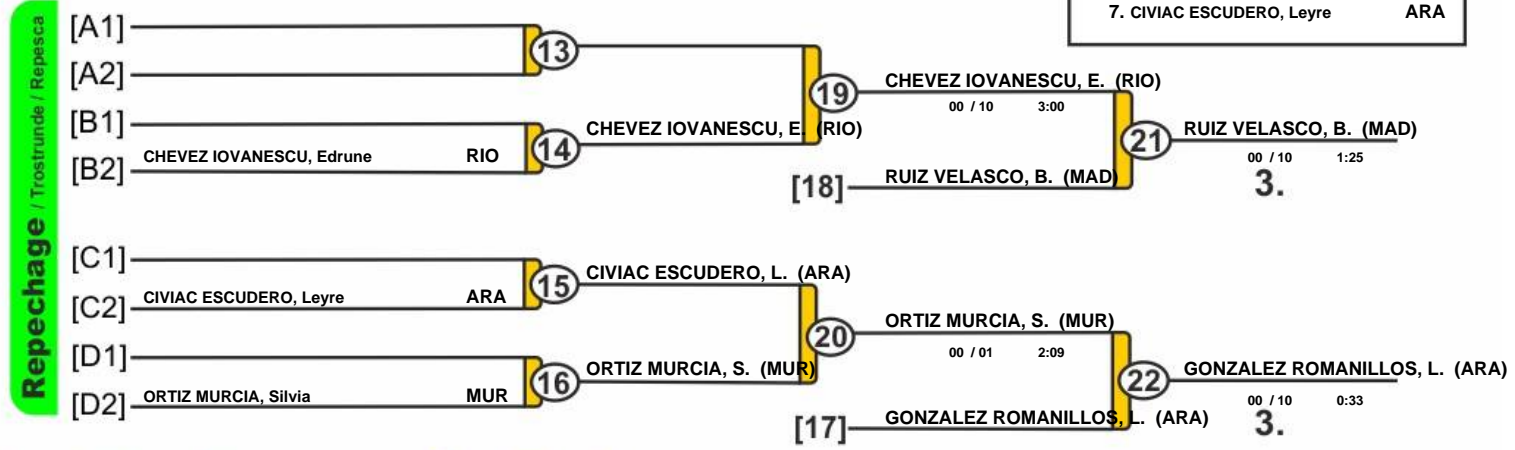 7. CIVIAC ESCUDERO, Leyre ARA
Repechage / Trostrunde / Repesca
[A1]
13
[A2]
19
CHEVEZ IOVANESCU, E. (RIO)
00 / 10 3:00
[B1]
14
CHEVEZ IOVANESCU, E. (RIO)
[B2] CHEVEZ IOVANESCU, Edrune RIO
21
RUIZ VELASCO, B. (MAD)
00 / 10 1:25
3.
[18] RUIZ VELASCO, B. (MAD)
[C1]
15
CIVIAC ESCUDERO, L. (ARA)
[C2] CIVIAC ESCUDERO, Leyre ARA
20
ORTIZ MURCIA, S. (MUR)
00 / 01 2:09
[D1]
16
ORTIZ MURCIA, S. (MUR)
[D2] ORTIZ MURCIA, Silvia MUR
22
GONZALEZ ROMANILLOS, L. (ARA)
00 / 10 0:33
3.
[17] GONZALEZ ROMANILLOS, L. (ARA)